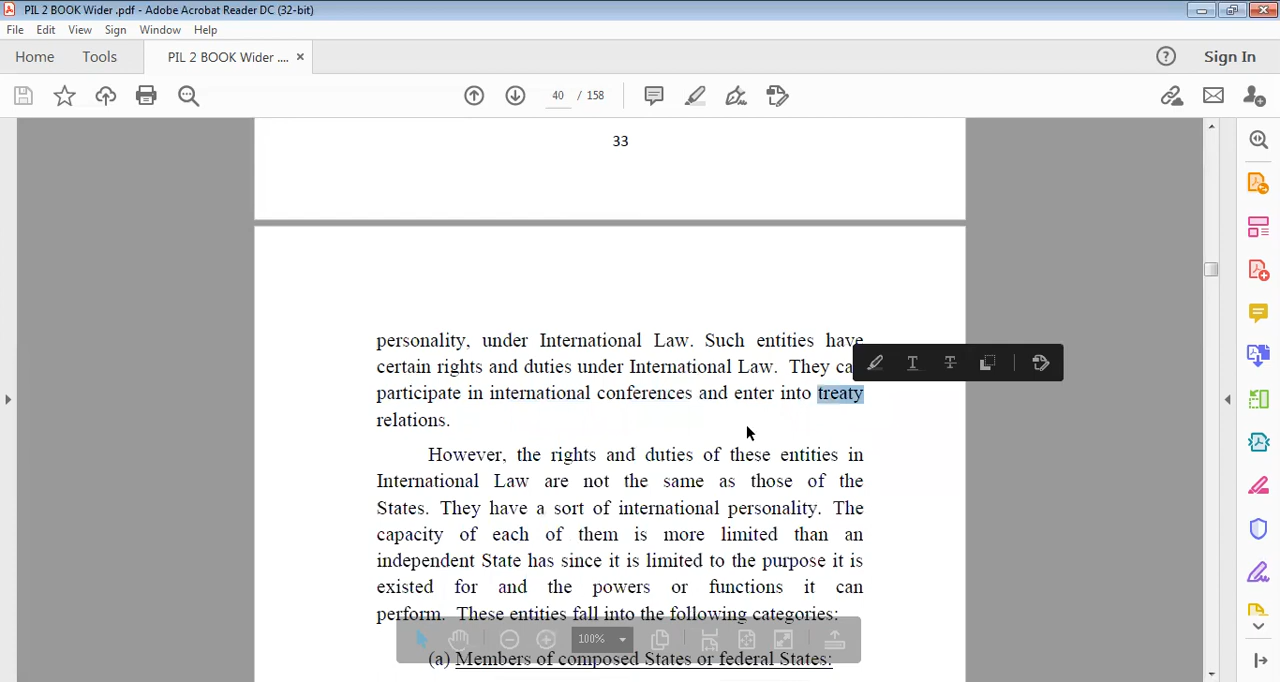 PIL 2 BOOK Wider .pdf - Adobe Acrobat Reader DC (32-bit)
File Edit View Sign Window Help
Home Tools PIL 2 BOOK Wider .... × Sign In
40 / 158
33
personality, under International Law. Such entities have
certain rights and duties under International Law. They ca
participate in international conferences and enter into treaty
relations.
However, the rights and duties of these entities in
International Law are not the same as those of the
States. They have a sort of international personality. The
capacity of each of them is more limited than an
independent State has since it is limited to the purpose it is
existed for and the powers or functions it can
perform. These entities fall into the following categories:
100%
(a) Members of composed States or federal States: